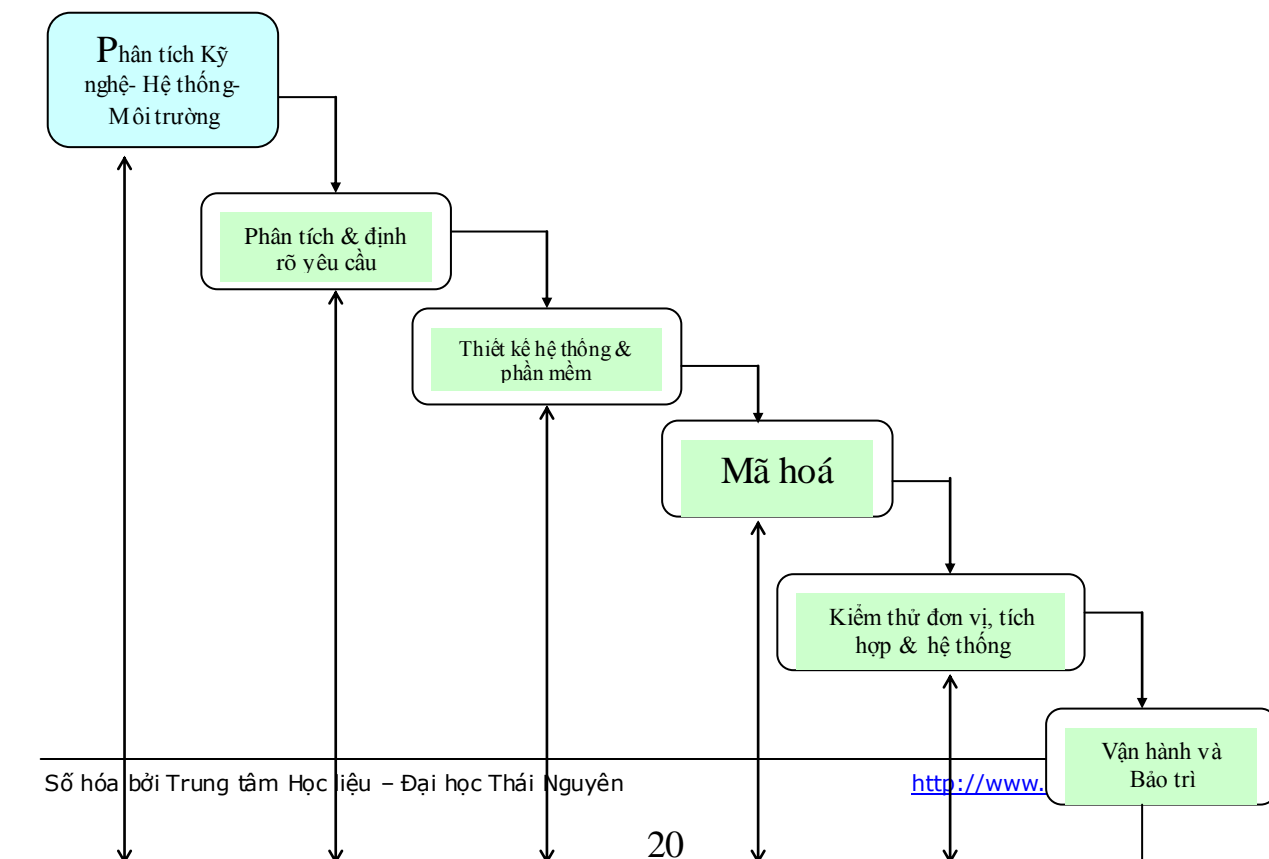 Phân tích Kỹ
nghệ- Hệ thống-
Môi trường
Phân tích & định
rõ yêu cầu
Thiết kế hệ thống &
phần mềm
Mã hoá
Kiểm thử đơn vị, tích
hợp & hệ thống
Vận hành và
Bảo trì
Số hóa bởi Trung tâm Học liệu – Đại học Thái Nguyên
http://www.
20